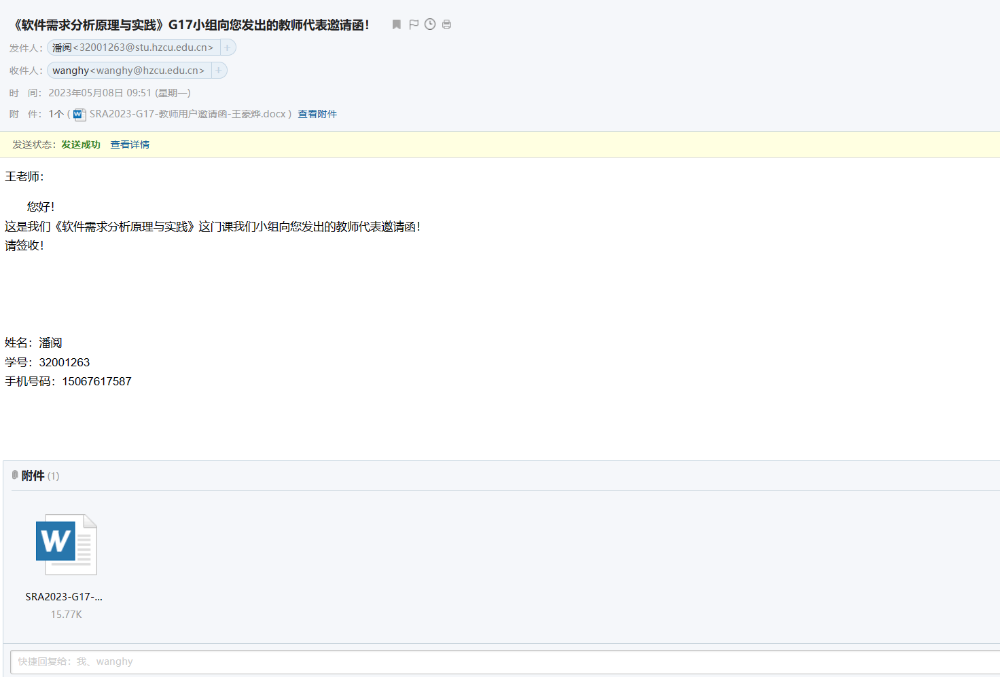 《软件需求分析原理与实践》G17小组向您发出的教师代表邀请函！
发件人：潘阅<32001263@stu.hzcu.edu.cn> +
收件人：wanghy<wanghy@hzcu.edu.cn> +
时 间：2023年05月08日 09:51 (星期一)
附 件：1个 ( SRA2023-G17-教师用户邀请函-王豪烨.docx ) 查看附件
发送状态：发送成功 查看详情
王老师：
您好！
这是我们《软件需求分析原理与实践》这门课我们小组向您发出的教师代表邀请函！
请签收！
姓名：潘阅
学号：32001263
手机号码：15067617587
附件 (1)
W
SRA2023-G17-...
15.77K
快捷回复给：我、wanghy